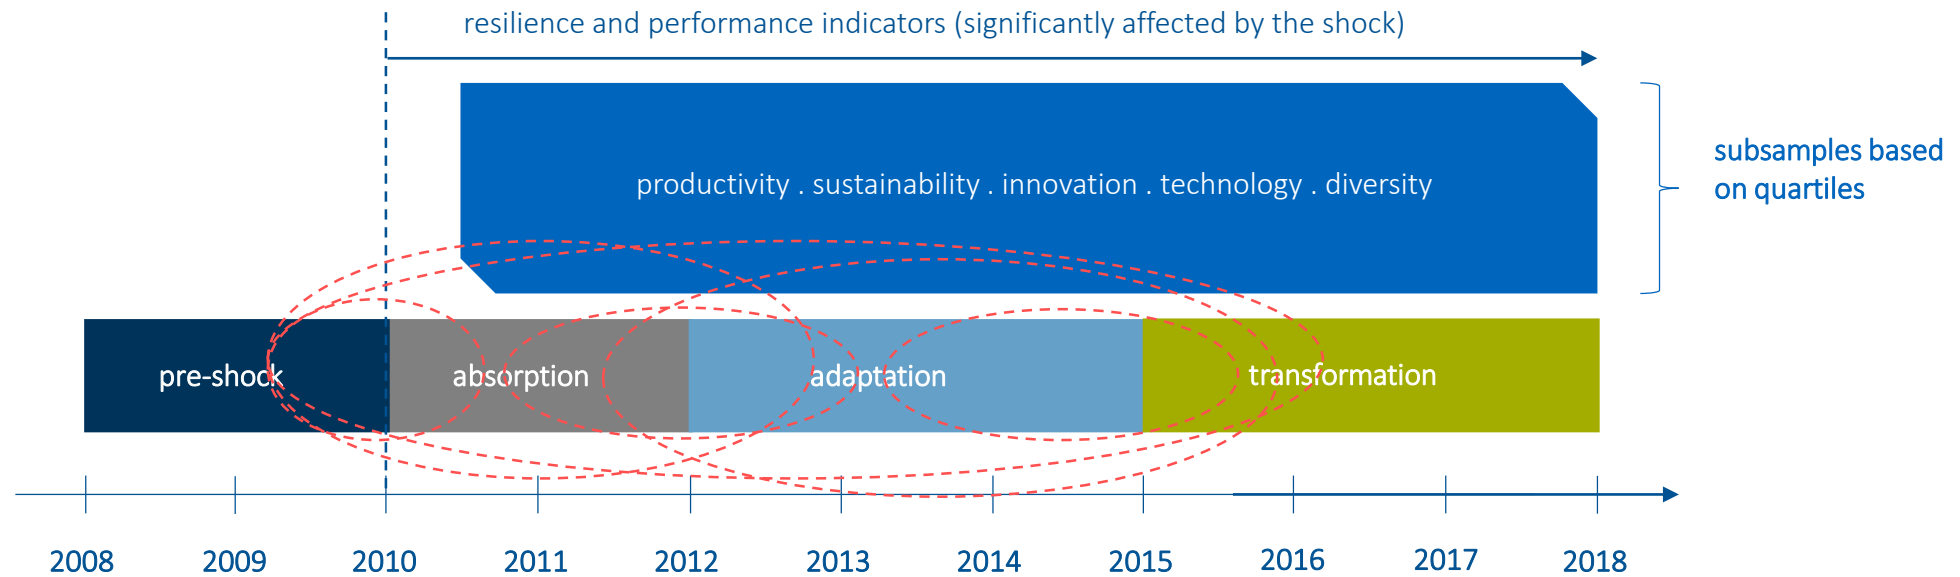 resilience and performance indicators (significantly affected by the shock)
productivity . sustainability . innovation . technology . diversity
subsamples based
on quartiles
pre-shock
absorption
adaptation
transformation
2008
2009
2010
2011
2012
2013
2014
2015
2016
2017
2018